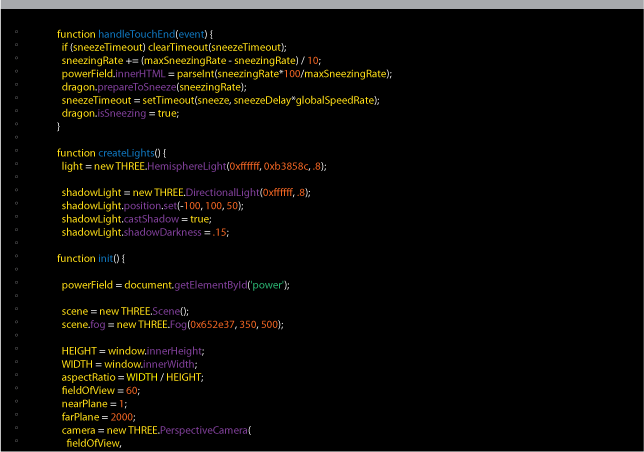 function handleTouchEnd(event) {
if (sneezeTimeout) clearTimeout(sneezeTimeout);
sneezingRate += (maxSneezingRate - sneezingRate) / 10;
powerField.innerHTML = parseInt(sneezingRate*100/maxSneezingRate);
dragon.prepareToSneeze(sneezingRate);
sneezeTimeout = setTimeout(sneeze, sneezeDelay*globalSpeedRate);
dragon.isSneezing = true;
}
function createLights() {
light = new THREE.HemisphereLight(0xffffff, 0xb3858c, .8);
shadowLight = new THREE.DirectionalLight(0xffffff, .8);
shadowLight.position.set(-100, 100, 50);
shadowLight.castShadow = true;
shadowLight.shadowDarkness = .15;
function init() {
powerField = document.getElementById('power');
scene = new THREE.Scene();
scene.fog = new THREE.Fog(0x652e37, 350, 500);
HEIGHT = window.innerHeight;
WIDTH = window.innerWidth;
aspectRatio = WIDTH / HEIGHT;
fieldOfView = 60;
nearPlane = 1;
farPlane = 2000;
camera = new THREE.PerspectiveCamera(
fieldOfView,